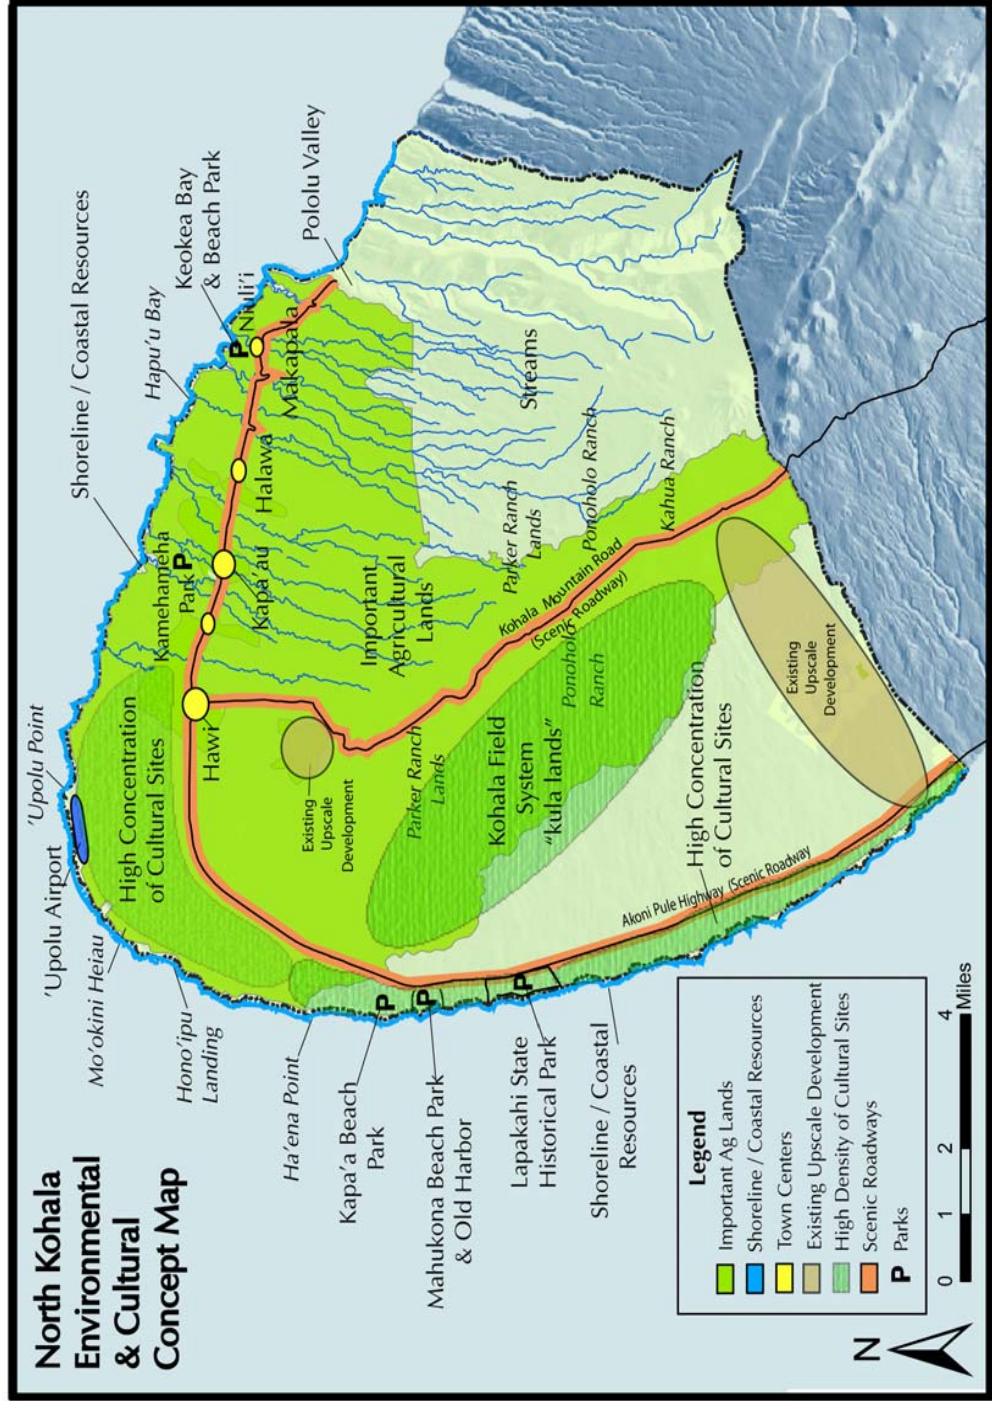 North Kohala
Environmental
& Cultural
Concept Map
'Upolu Point
'Upolu Airport
Mo'okini Heiau
Hono'ipu
Landing
Ha'ena Point
Kapa'a Beach
Park
Mahukona Beach Park
& Old Harbor
Lapakahi State
Historical Park
Shoreline / Coastal
Resources
Shoreline / Coastal Resources
Hapu'u Bay
Keokea Bay
& Beach Park
Pololu Valley
High Concentration
of Cultural Sites
Hawi
Kamehameha
Park
P
Kapa'au
Halawa
Makapala
Niuli'i
P
Important
Agricultural
Lands
Existing
Upscale
Development
Parker Ranch
Lands
Kohala Field
System
"kula lands"
Ponoholo
Ranch
Kohala Mountain Road
(Scenic Roadway)
Parker Ranch
Lands
Ponoholo Ranch
Kahua Ranch
Streams
High Concentration
of Cultural Sites
Akoni Pule Highway (Scenic Roadway
Existing
Upscale
Development
P
P
P
Legend
Important Ag Lands
Shoreline / Coastal Resources
Town Centers
Existing Upscale Development
High Density of Cultural Sites
Scenic Roadways
P Parks
N
0 1 2 4
Miles